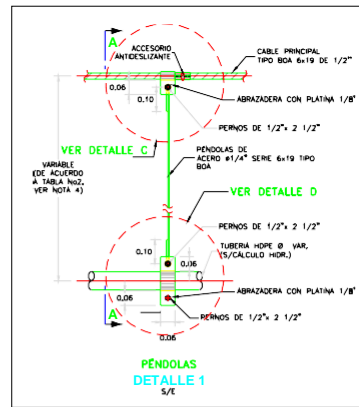 A
ACCESORIO
ANTIDESLIZANTE
CABLE PRINCIPAL
TIPO BOA 6x19 DE 1/2"
0,06
0,10
ABRAZADERA CON PLATINA 1/8"
PERNOS DE 1/2"x 2 1/2"
VER DETALLE C
VARIABLE
(DE ACUERDO
A TABLA No2,
VER NOTA 4)
PÉNDOLAS DE
ACERO ø1/4" SERIE 6x19 TIPO
BOA
VER DETALLE D
PERNOS DE 1/2"x 2 1/2"
0,10
0,06
TUBERIA HDPE Ø VAR.
(S/CÁLCULO HIDR.)
0,06
ABRAZADERA CON PLATINA 1/8"
A
PERNOS DE 1/2"x 2 1/2"
0,06
PÉNDOLAS
DETALLE 1
S/E